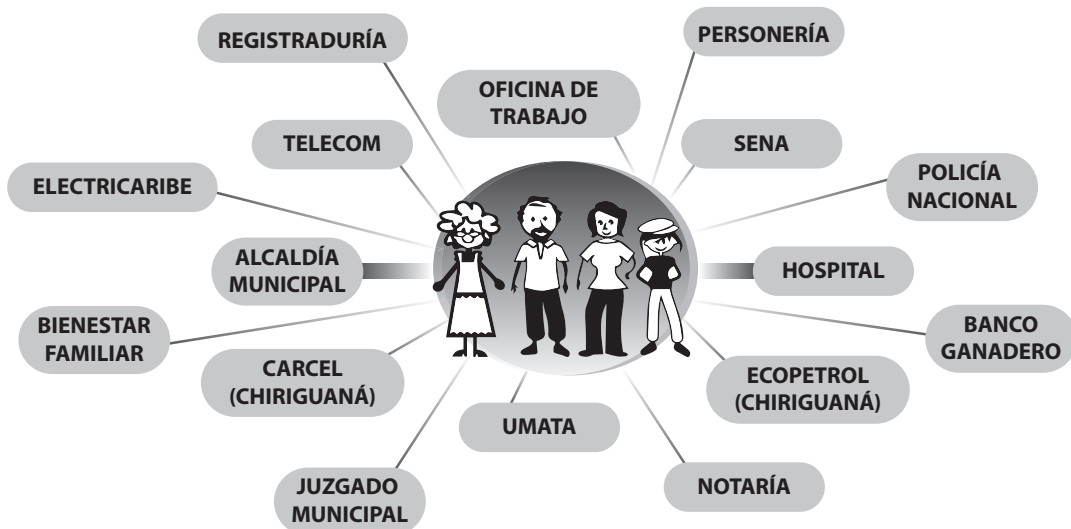 REGISTRADURÍA
PERSONERÍA
OFICINA DE
TRABAJO
TELECOM
SENA
ELECTRICARIBE
POLICÍA
NACIONAL
ALCALDÍA
MUNICIPAL
HOSPITAL
BIENESTAR
FAMILIAR
BANCO
GANADERO
CARCEL
(CHIRIGUANÁ)
ECOPETROL
(CHIRIGUANÁ)
UMATA
JUZGADO
MUNICIPAL
NOTARÍA